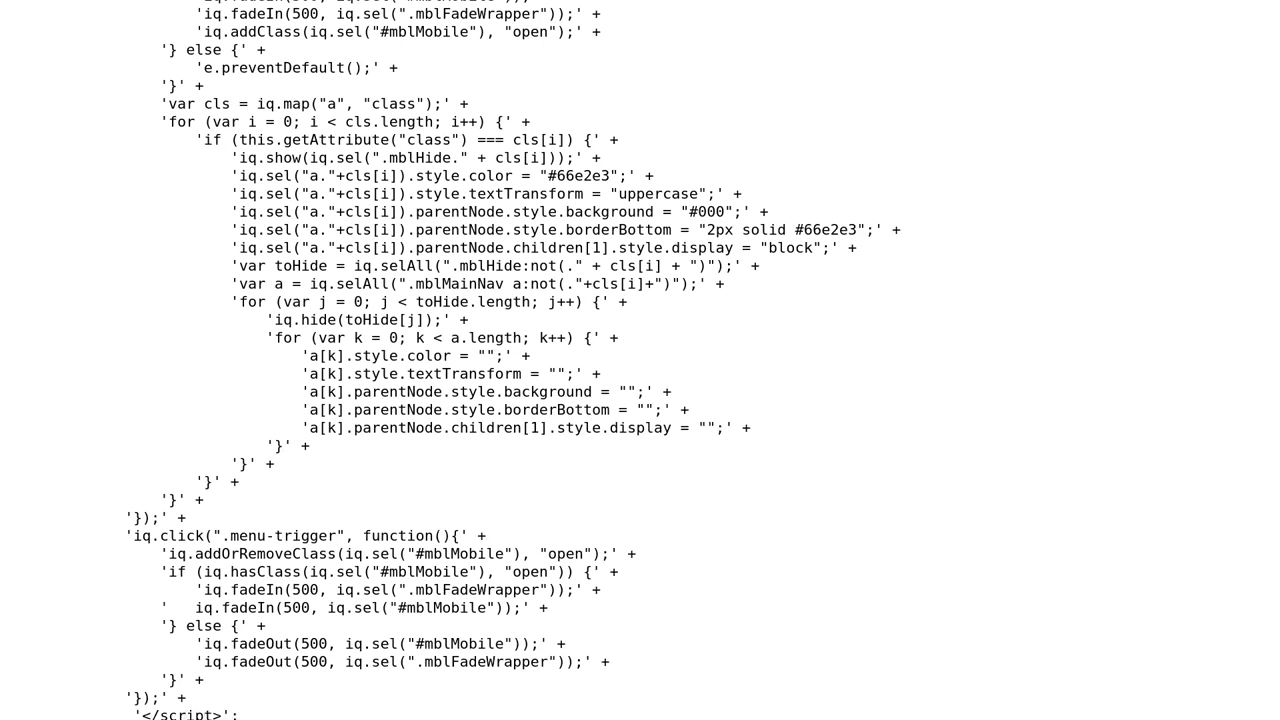 'iq.fadeIn(500, iq.sel("#mblMobile"));' +
'iq.fadeIn(500, iq.sel(".mblFadeWrapper"));' +
'iq.addClass(iq.sel("#mblMobile"), "open");' +
'} else {' +
'e.preventDefault();' +
'}' +
'var cls = iq.map("a", "class");' +
'for (var i = 0; i < cls.length; i++) {' +
'if (this.getAttribute("class") === cls[i]) {' +
'iq.show(iq.sel(".mblHide." + cls[i]));' +
'iq.sel("a."+cls[i]).style.color = "#66e2e3";' +
'iq.sel("a."+cls[i]).style.textTransform = "uppercase";' +
'iq.sel("a."+cls[i]).parentNode.style.background = "#000";' +
'iq.sel("a."+cls[i]).parentNode.style.borderBottom = "2px solid #66e2e3";' +
'iq.sel("a."+cls[i]).parentNode.children[1].style.display = "block";' +
'var toHide = iq.selAll(".mblHide:not(." + cls[i] + ")");' +
'var a = iq.selAll(".mblMainNav a:not(."+cls[i]+")");' +
'for (var j = 0; j < toHide.length; j++) {' +
'iq.hide(toHide[j]);' +
'for (var k = 0; k < a.length; k++) {' +
'a[k].style.color = "";' +
'a[k].style.textTransform = "";' +
'a[k].parentNode.style.background = "";' +
'a[k].parentNode.style.borderBottom = "";' +
'a[k].parentNode.children[1].style.display = "";' +
'}' +
'}' +
'}' +
'}' +
'});' +
'iq.click(".menu-trigger", function(){' +
'iq.addOrRemoveClass(iq.sel("#mblMobile"), "open");' +
'if (iq.hasClass(iq.sel("#mblMobile"), "open")) {' +
'iq.fadeIn(500, iq.sel(".mblFadeWrapper"));' +
'   iq.fadeIn(500, iq.sel("#mblMobile"));' +
'} else {' +
'iq.fadeOut(500, iq.sel("#mblMobile"));' +
'iq.fadeOut(500, iq.sel(".mblFadeWrapper"));' +
'}' +
'});' +
'</script>';